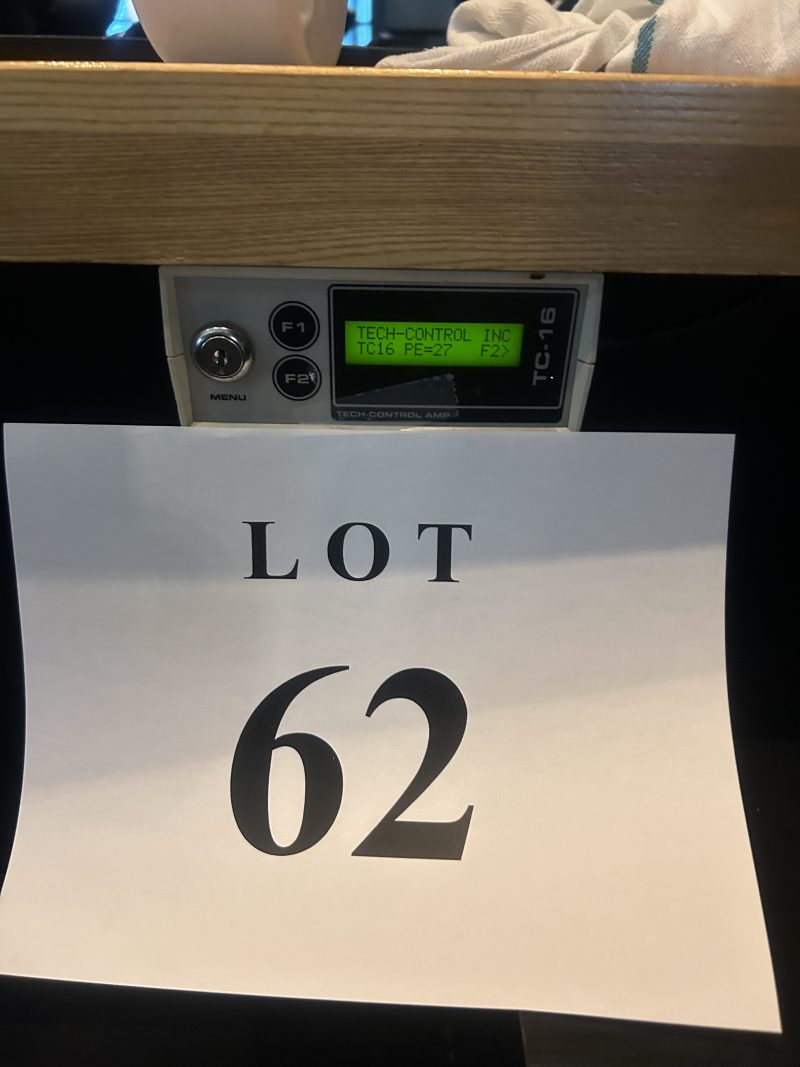 F1
F2
MENU
TECH-CONTROL INC
TC16 PE=27 F2>
TC-16
TECH-CONTROL AMP
LOT
62